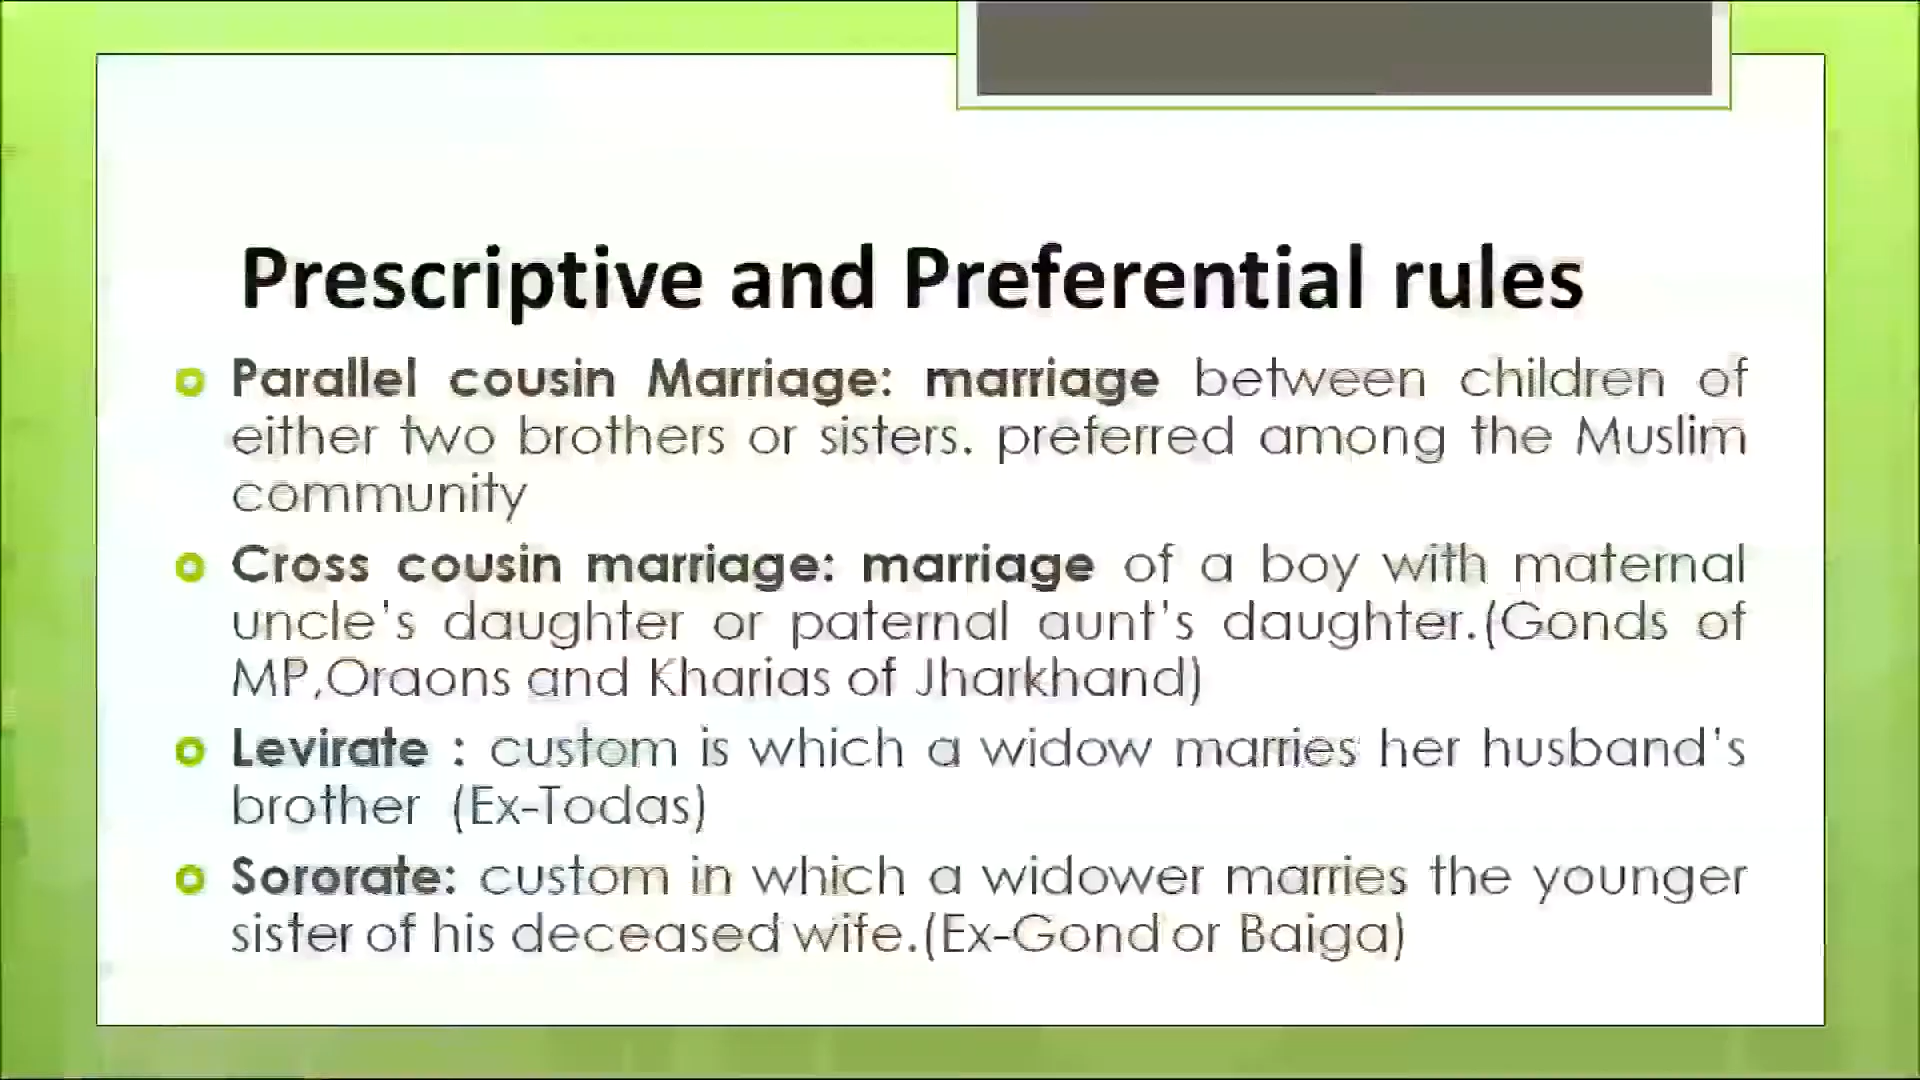 Prescriptive and Preferential rules
Parallel cousin Marriage: marriage between children of
either two brothers or sisters. preferred among the Muslim
community
Cross cousin marriage: marriage of a boy with maternal
uncle's daughter or paternal aunt's daughter.(Gonds of
MP,Oraons and Kharias of Jharkhand)
Levirate : custom is which a widow marries her husband's
brother (Ex-Todas)
Sororate: custom in which a widower marries the younger
sister of his deceased wife.(Ex-Gond or Baiga)